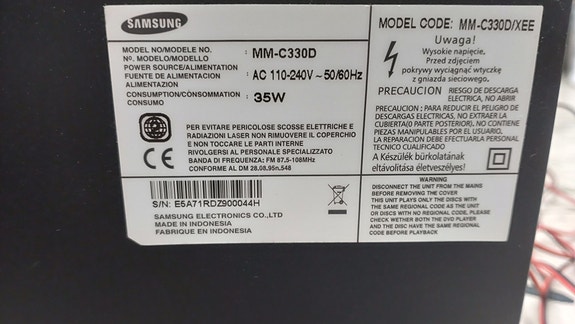 SAMSUNG
MODEL NO/MODELE NO.
Nº. MODELO/MODELLO
MM-C330D
POWER SOURCE/ALIMENTATION
FUENTE DE ALIMENTACION
ALIMENTAZION
AC 110-240V ~ 50/60Hz
CONSUMPTION/CONSOMMATION
CONSUMO
35W
PER EVITARE PERICOLOSE SCOSSE ELETTRICHE E
RADIAZIONI LASER NON RIMUOVERE IL COPERCHIO
E NON TOCCARE LE PARTI INTERNE
RIVOLGERSI AL PERSONALE SPECIALIZZATO
BANDA DI FREQUENZA: FM 87,5-108MHz
CONFORME AL DM 28,08,95n,548
CE
S/N: E5A71RDZ900044H
SAMSUNG ELECTRONICS CO.,LTD
MADE IN INDONESIA
FABRIQUE EN INDONESIA
MODEL CODE: MM-C330D/XEE
Uwaga!
Wysokie napięcie.
Przed zdjęciem
pokrywy wyciągnąć wtyczkę
z gniazda sieciowego.
PRECAUCION RIESGO DE DESCARGA
ELECTRICA, NO ABRIR
PRECAUCION : PARA REDUCIR EL PELIGRO DE
DESCARGAS ELECTRICAS, NO EXTRAER LA
CUBIERTA(O PARTE POSTERIOR). NO CONTIENE
PIEZAS MANIPULABLES POR EL USUARIO,
LA REPARACION DEBE EFECTUARLA PERSONAL
TECNICO CUALIFICADO
A Készülék bürkolatának
eltávolítása életveszélyes!
WARNING
DISCONNECT THE UNIT FROM THE MAINS
BEFORE REMOVING ANY COVER
THIS UNIT PLAYS ONLY THE DISCS WITH
THE SAME REGIONAL CODE AS THE UNIT
OR DISCS WITH NO REGIONAL CODE, PLEASE
CHECK WETHER BOTH THE DVD PLAYER
AND THE DISC HAVE THE SAME REGIONAL
CODE BEFORE PLAYBACK